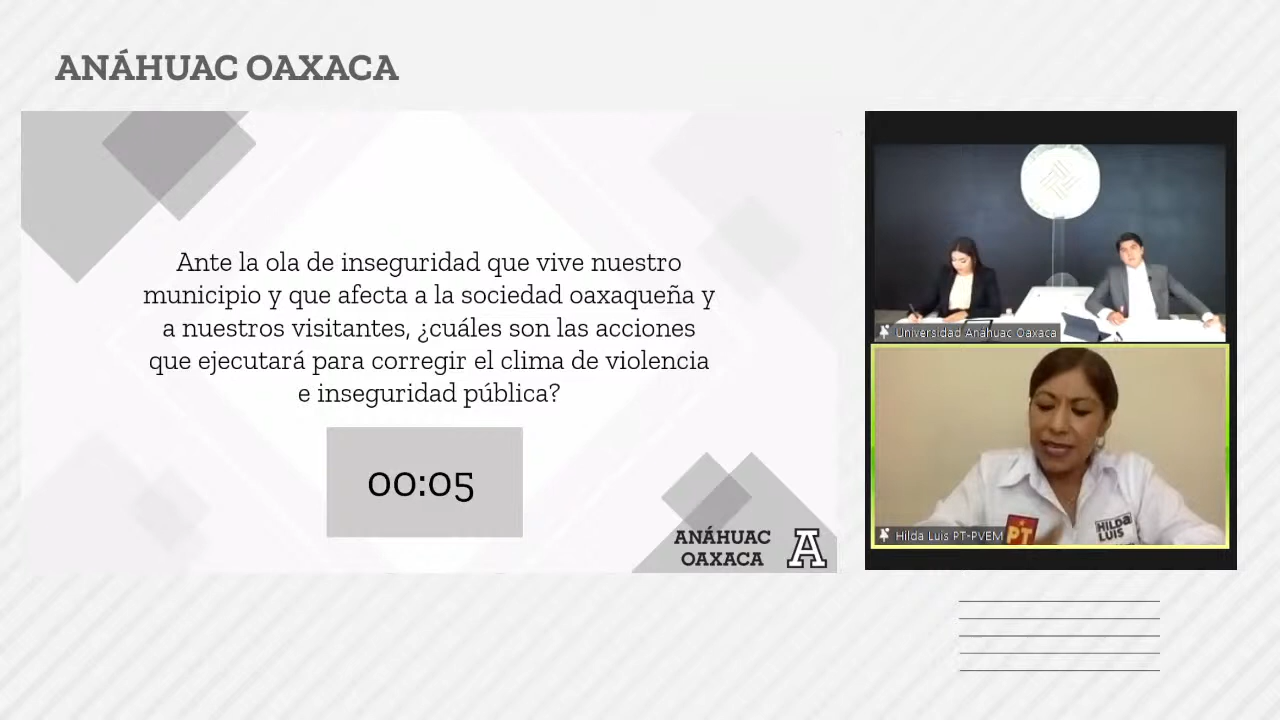 ANÁHUAC OAXACA
Ante la ola de inseguridad que vive nuestro
municipio y que afecta a la sociedad oaxaqueña y
a nuestros visitantes, ¿cuáles son las acciones
que ejecutará para corregir el clima de violencia
e inseguridad pública?
00:05
ANÁHUAC
OAXACA
A
Universidad Anahuac Oaxaca
Hilda Luis PT-PVEM
PT
HILDA
LUIS